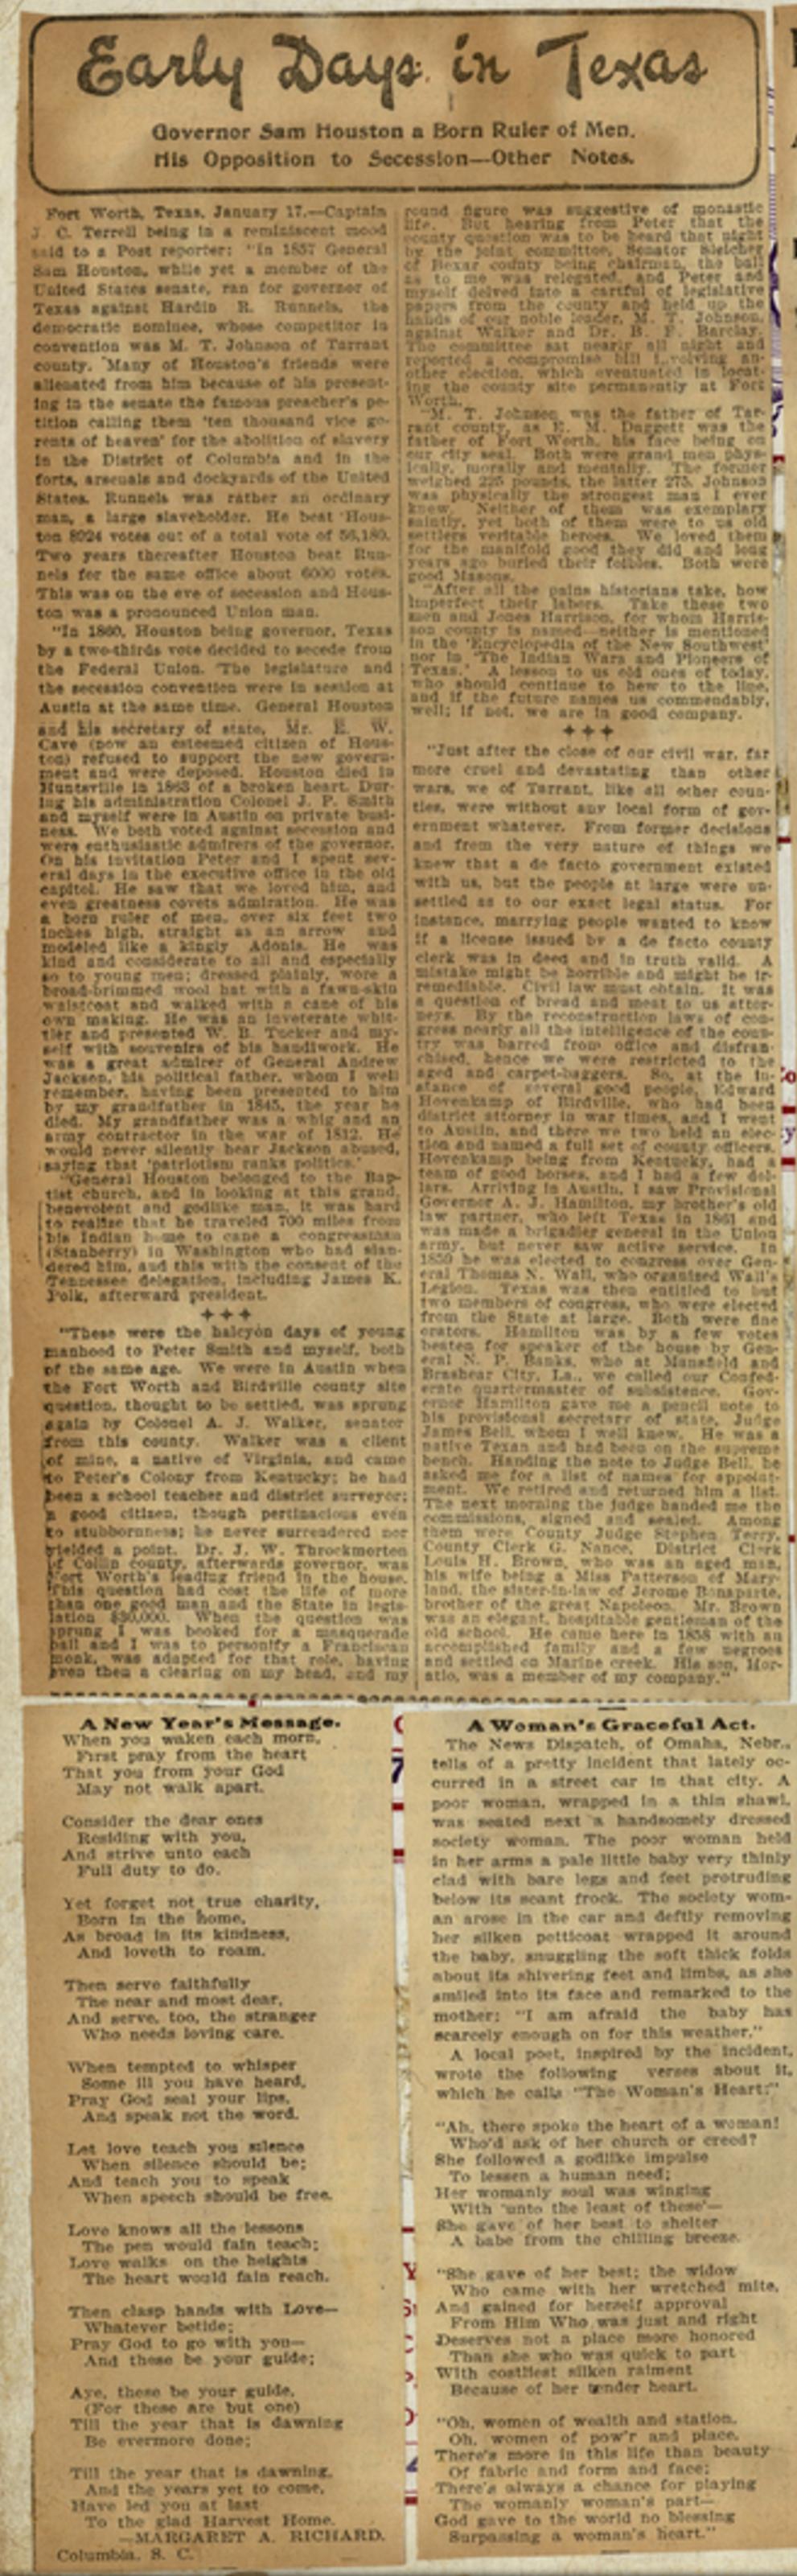 Early Days in Texas
Governor Sam Houston a Born Ruler of Men.
His Opposition to Secession—Other Notes.
Fort Worth, Texas, January 17.—Captain
J. C. Terrell being in a reminiscent mood
said to a Post reporter: "In 1857 General
Sam Houston, while yet a member of the
United States senate, ran for governor of
Texas against Hardin R. Runnels, the
democratic nominee, whose competitor in
convention was M. T. Johnson of Tarrant
county. Many of Houston's friends were
alienated from him because of his present-
ing in the senate the famous preacher's pe-
tition calling them 'ten thousand vice ge-
rents of heaven' for the abolition of slavery
in the District of Columbia and in the
forts, arsenals and dockyards of the United
States. Runnels was rather an ordinary
man, a large slaveholder. He beat Hous-
ton 8924 votes out of a total vote of 56,180.
Two years thereafter Houston beat Run-
nels for the same office about 6000 votes.
This was on the eve of secession and Hous-
ton was a pronounced Union man.
"In 1860, Houston being governor, Texas
by a two-thirds vote decided to secede from
the Federal Union. The legislature and
the secession convention were in session at
Austin at the same time. General Houston
and his secretary of state, Mr. E. W.
Cave (now an esteemed citizen of Hous-
ton) refused to support the new govern-
ment and were deposed. Houston died in
Huntsville in 1863 of a broken heart. Dur-
ing his administration Colonel J. P. Smith
and myself were in Austin on private busi-
ness. We both voted against secession and
were enthusiastic admirers of the governor.
On his invitation Peter and I spent sev-
eral days in the executive office in the old
capitol. He saw that we loved him, and
even greatness covets admiration. He was
a born ruler of men, over six feet two
inches high, straight as an arrow and
modeled like a kingly Adonis. He was
kind and considerate to all and especially
so to young men; dressed plainly, wore a
broad-brimmed wool hat with a fawn-skin
waistcoat and walked with a cane of his
own making. He was an inveterate whit-
tler and presented W. B. Tucker and my-
self with souvenirs of his handiwork. He
was a great admirer of General Andrew
Jackson, his political father, whom I well
remember, having been presented to him
by my grandfather in 1845, the year he
died. My grandfather was a whig and an
army contractor in the war of 1812. He
would never silently hear Jackson abused,
saying that 'patriotism ranks politics.'
"General Houston belonged to the Bap-
tist church, and in looking at this grand,
benevolent and godlike man, it was hard
to realize that he traveled 700 miles from
his Indian home to cane a congressman
(Stanberry) in Washington who had slan-
dered him, and this with the consent of the
Tennessee delegation, including James K.
Polk, afterward president.
"These were the halcyon days of young
manhood to Peter Smith and myself, both
of the same age. We were in Austin when
the Fort Worth and Birdville county site
question, thought to be settled, was sprung
again by Colonel A. J. Walker, senator
from this county. Walker was a client
of mine, a native of Virginia, and came
to Peter's Colony from Kentucky; he had
been a school teacher and district surveyor;
a good citizen, though pertinacious even
to stubbornness; he never surrendered nor
yielded a point. Dr. J. W. Throckmorten
of Collin county, afterwards governor, was
Fort Worth's leading friend in the house.
This question had cost the life of more
than one good man and the State in legis-
lation $30,000. When the question was
sprung I was booked for a masquerade
ball and I was to personify a Franciscan
monk, was adapted for that role, having
even then a clearing on my head, and my
round figure was suggestive of monastic
life. But hearing from Peter that the
county question was to be heard that night
by the joint committee, Senator Sleicher
of Bexar county being chairman, the ball
as to me was relegated, and Peter and
myself delved into a cartful of legislative
papers from the county and held up the
hands of our noble leader, M. T. Johnson,
against Walker and Dr. B. F. Barclay.
The committee sat nearly all night and
reported a compromise bill involving an-
other election, which eventuated in locat-
ing the county site permanently at Fort
Worth.
"M. T. Johnson was the father of Tar-
rant county, as E. M. Daggett was the
father of Fort Worth, his face being on
our city seal. Both were grand men phys-
ically, morally and mentally. The former
weighed 225 pounds, the latter 275. Johnson
was physically the strongest man I ever
knew. Neither of them was exemplary
saintly, yet both of them were to us old
settlers veritable heroes. We loved them
for the manifold good they did and long
years ago buried their foibles. Both were
good Masons.
"After all the pains historians take, how
imperfect their labors. Take these two
men and Jones Harrison, for whom Harris-
son county is named—neither is mentioned
in the 'Encyclopedia of the New Southwest'
nor in 'The Indian Wars and Pioneers of
Texas.' A lesson to us old ones of today,
who should continue to hew to the line,
and if the future names us commendably,
well; if not, we are in good company.
"Just after the close of our civil war, far
more cruel and devastating than other
wars, we of Tarrant, like all other coun-
ties, were without any local form of gov-
ernment whatever. From former decisions
and from the very nature of things we
knew that a de facto government existed
with us, but the people at large were un-
settled as to our exact legal status. For
instance, marrying people wanted to know
if a license issued by a de facto county
clerk was in deed and in truth valid. A
mistake might be horrible and might be ir-
remediable. Civil law must obtain. It was
a question of bread and meat to us attor-
neys. By the reconstruction laws of con-
gress nearly all the intelligence of the coun-
try was barred from office and disfran-
chised, hence we were restricted to the
aged and carpet-baggers. So, at the in-
stance of several good people, Edward
Hovenkamp of Birdville, who had been
district attorney in war times, and I went
to Austin, and there we two held an elec-
tion and named a full set of county officers.
Hovenkamp being from Kentucky, had a
team of good horses, and I had a few dol-
lars. Arriving in Austin, I saw Provisional
Governor A. J. Hamilton, my brother's old
law partner, who left Texas in 1861 and
was made a brigadier general in the Union
army, but never saw active service. In
1859 he was elected to congress over Gen-
eral Thomas N. Wall, who organized Wall's
Legion. Texas was then entitled to but
two members of congress, who were elected
from the State at large. Both were fine
orators. Hamilton was by a few votes
beaten for speaker of the house by Gen-
eral N. P. Banks, who at Mansfield and
Brashear City, La., we called our Confed-
erate quartermaster of subsistence. Gov-
ernor Hamilton gave me a pencil note to
his provisional secretary of state, Judge
James Bell, whom I well knew. He was a
native Texan and had been on the supreme
bench. Handing the note to Judge Bell, he
asked me for a list of names for appoint-
ment. We retired and returned him a list.
The next morning the judge handed me the
commissions, signed and sealed. Among
them were County Judge Stephen Terry,
County Clerk G. Nance, District Clerk
Louis H. Brown, who was an aged man,
his wife being a Miss Patterson of Mary-
land, the sister-in-law of Jerome Bonaparte,
brother of the great Napoleon. Mr. Brown
was an elegant, hospitable gentleman of the
old school. He came here in 1858 with an
accomplished family and a few negroes
and settled on Marine creek. His son, Hor-
atio, was a member of my company."
A New Year's Message.
When you waken each morn,
First pray from the heart
That you from your God
May not walk apart.
Consider the dear ones
Residing with you,
And strive unto each
Full duty to do.
Yet forget not true charity,
Born in the home,
As broad in its kindness,
And loveth to roam.
Then serve faithfully
The near and most dear,
And serve, too, the stranger
Who needs loving care.
When tempted to whisper
Some ill you have heard,
Pray God seal your lips,
And speak not the word.
Let love teach you silence
When silence should be;
And teach you to speak
When speech should be free.
Love knows all the lessons
The pen would fain teach;
Love walks on the heights
The heart would fain reach.
Then clasp hands with Love—
Whatever betide;
Pray God to go with you—
And these be your guide;
Aye, these be your guide,
(For these are but one)
Till the year that is dawning
Be evermore done;
Till the year that is dawning,
And the years yet to come,
Have led you at last
To the glad Harvest Home.
—MARGARET A. RICHARD.
Columbia, S. C.
A Woman's Graceful Act.
The News Dispatch, of Omaha, Nebr.,
tells of a pretty incident that lately oc-
curred in a street car in that city. A
poor woman, wrapped in a thin shawl,
was seated next a handsomely dressed
society woman. The poor woman held
in her arms a pale little baby very thinly
clad with bare legs and feet protruding
below its scant frock. The society wom-
an arose in the car and deftly removing
her silken petticoat wrapped it around
the baby, snuggling the soft thick folds
about its shivering feet and limbs, as she
smiled into its face and remarked to the
mother: "I am afraid the baby has
scarcely enough on for this weather."
A local poet, inspired by the incident,
wrote the following verses about it,
which he calls "The Woman's Heart:"
"Ah, there spoke the heart of a woman!
Who'd ask of her church or creed?
She followed a godlike impulse
To lessen a human need;
Her womanly soul was winging
With 'unto the least of these'—
She gave of her best to shelter
A babe from the chilling breeze.
"She gave of her best; the widow
Who came with her wretched mite,
And gained for herself approval
From Him Who was just and right
Deserves not a place more honored
Than she who was quick to part
With costliest silken raiment
Because of her tender heart.
"Oh, women of wealth and station,
Oh, women of pow'r and place,
There's more in this life than beauty
Of fabric and form and face;
There's always a chance for playing
The womanly woman's part—
God gave to the world no blessing
Surpassing a woman's heart."